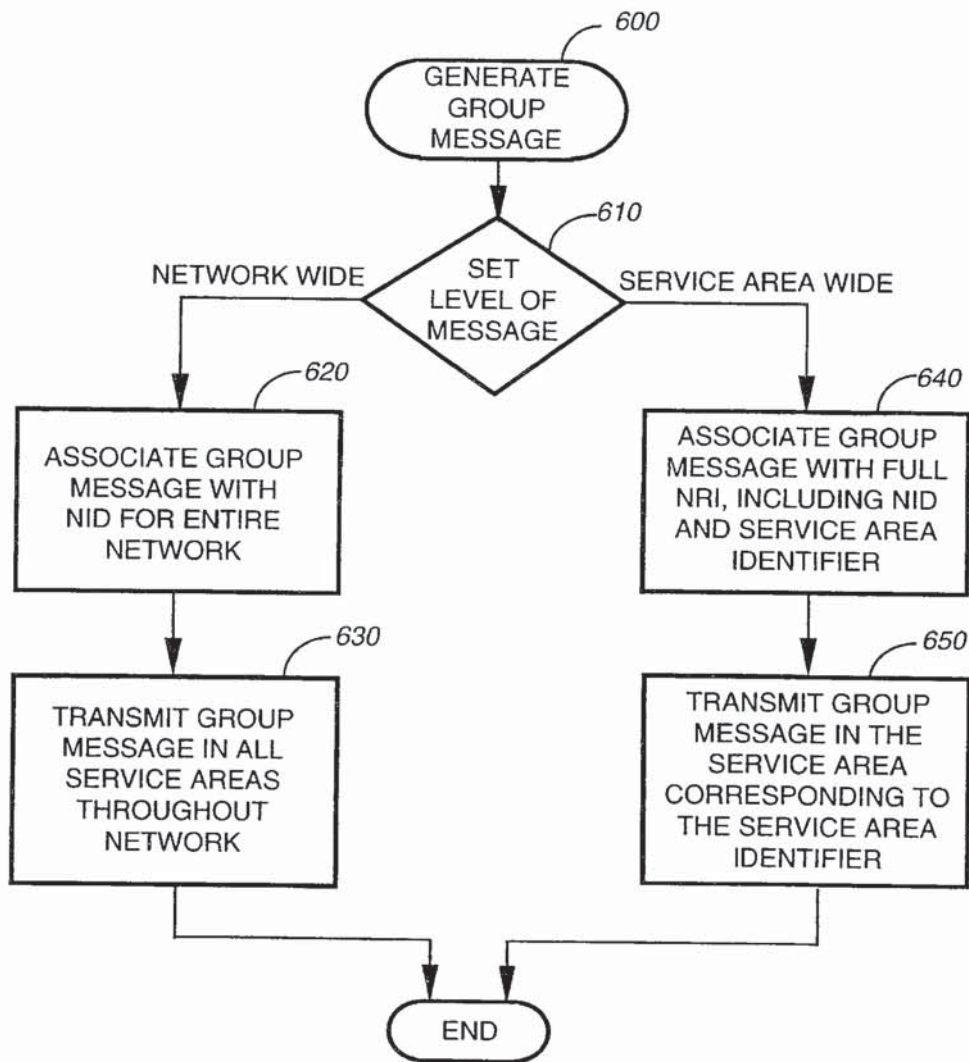 600
GENERATE
GROUP
MESSAGE
610
SET
LEVEL OF
MESSAGE
NETWORK WIDE
SERVICE AREA WIDE
620
ASSOCIATE GROUP
MESSAGE WITH
NID FOR ENTIRE
NETWORK
640
ASSOCIATE GROUP
MESSAGE WITH FULL
NRI, INCLUDING NID
AND SERVICE AREA
IDENTIFIER
630
TRANSMIT GROUP
MESSAGE IN ALL
SERVICE AREAS
THROUGHOUT
NETWORK
650
TRANSMIT GROUP
MESSAGE IN THE
SERVICE AREA
CORRESPONDING TO
THE SERVICE AREA
IDENTIFIER
END